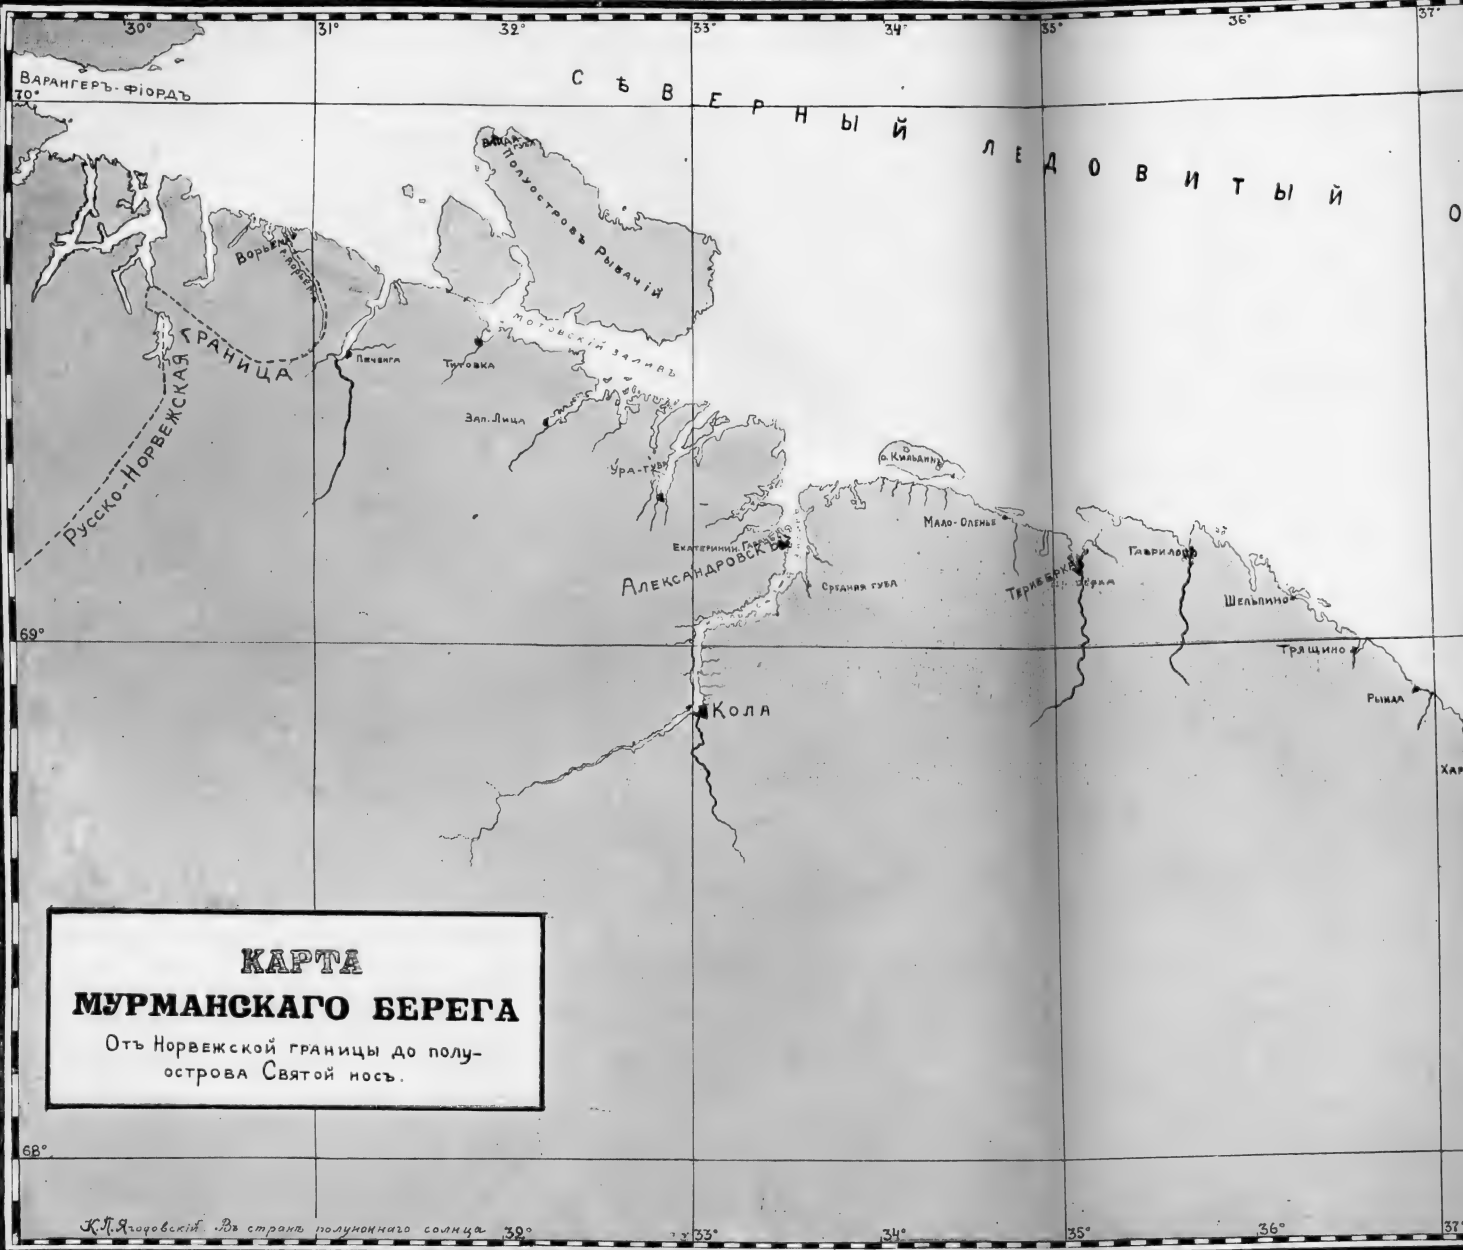 30° 31° 32° 33° 34° 35° 36° 37°
ВАРАНГЕРЪ-ФІОРДЪ
70°
СѢВЕРНЫЙ ЛЕДОВИТЫЙ О
ПОЛУОСТРОВЪ РЫБАЧІЙ
ВОРЬЕМА
Р. ВОРЬЕМА
МОТОВСКІЙ ЗАЛИВЪ
РУССКО-НОРВЕЖСКАЯ ГРАНИЦА
ПЕЧЕНГА
ТИТОВКА
ЗАП. ЛИЦА
УРА-ГУБА
О. КИЛЬДИНЪ
МАЛО-ОЛЕНЬЕ
ЕКАТЕРИНИН. ГАВАНЬ
АЛЕКСАНДРОВСКЪ
СРЕДНЯЯ ГУБА
ТЕРИБЕРКА
ГАВРИЛОВО
ШЕЛЬПИНО
69°
ТРЯЩИНО
РЫНДА
КОЛА
ХАР
КАРТА
МУРМАНСКАГО БЕРЕГА
ОТЪ НОРВЕЖСКОЙ ГРАНИЦЫ ДО ПОЛУ-
ОСТРОВА СВЯТОЙ НОСЪ.
68°
К.П. Ягодовскій. Въ странѣ полуночнаго солнца
32° 33° 34° 35° 36° 37°